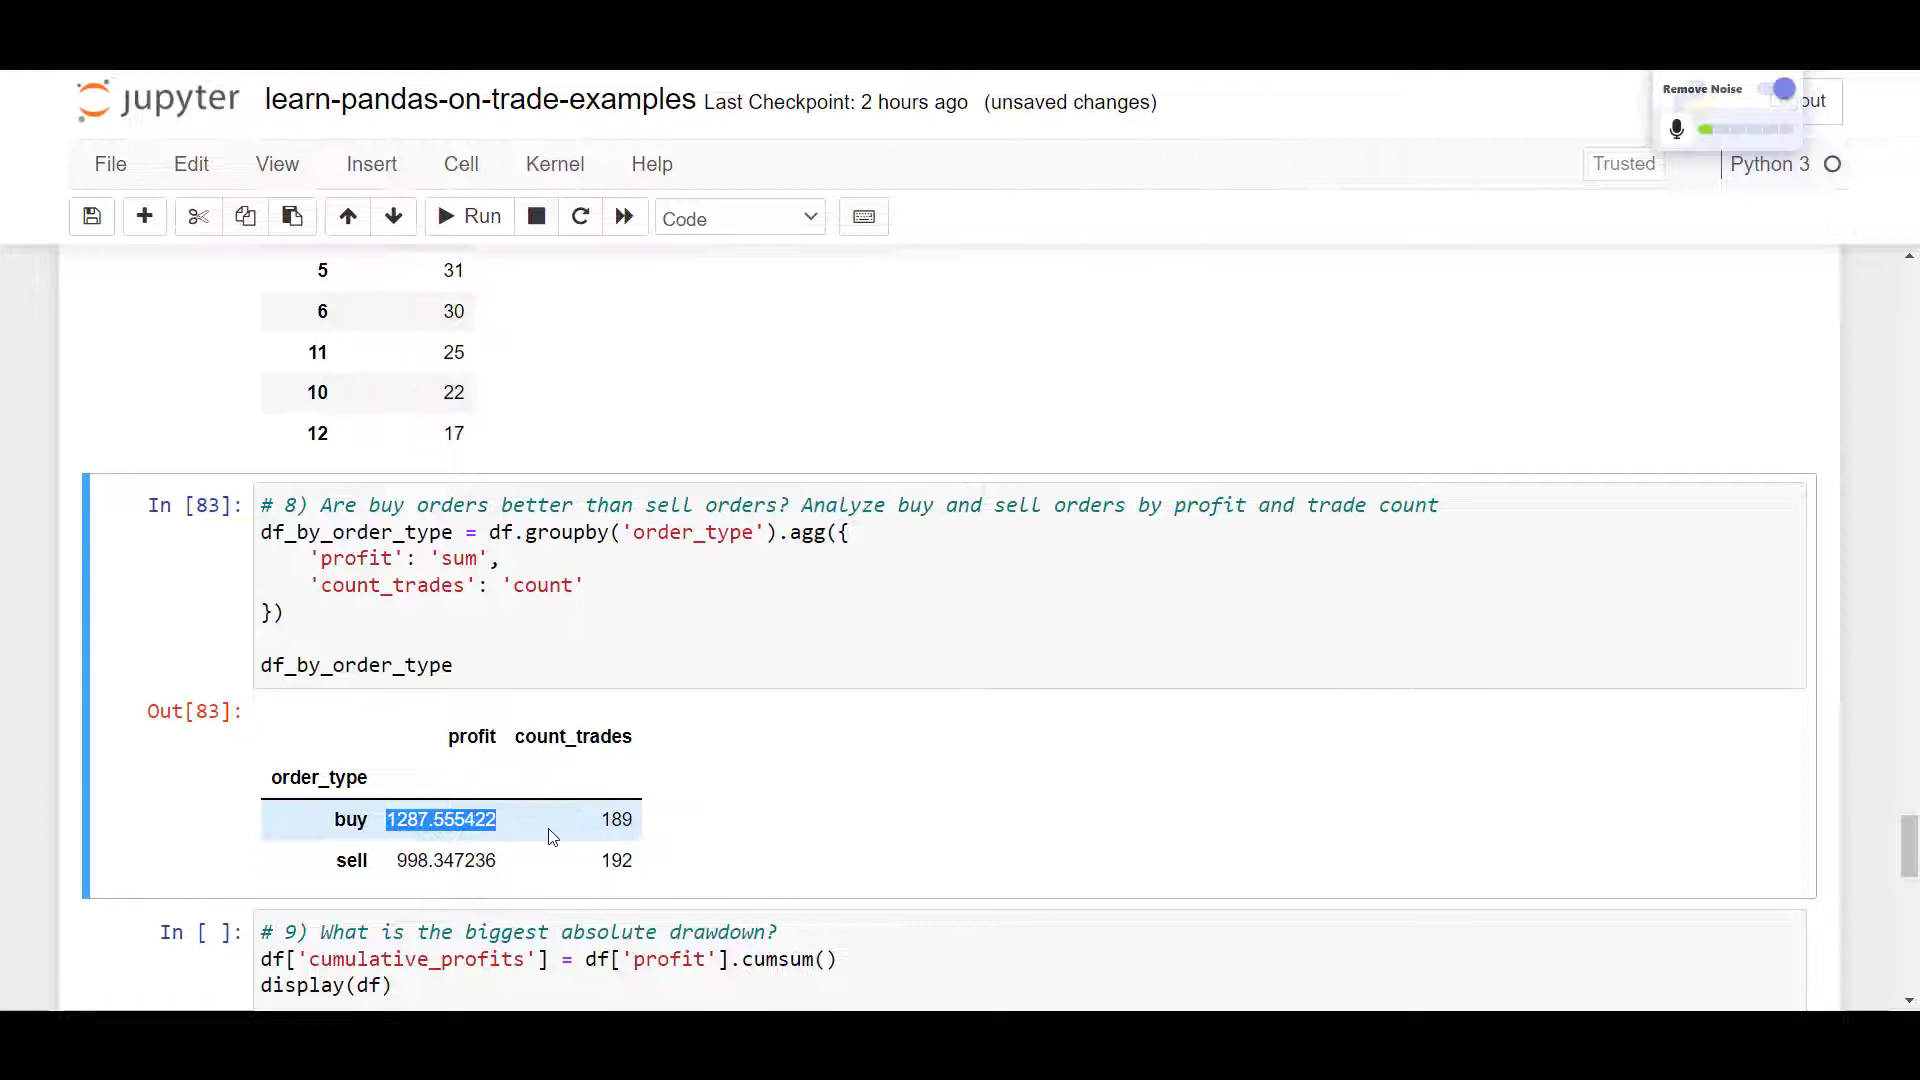 jupyter learn-pandas-on-trade-examples Last Checkpoint: 2 hours ago (unsaved changes)
Remove Noise
out
File Edit View Insert Cell Kernel Help
Trusted Python 3
Run Code
5 31
6 30
11 25
10 22
12 17
In [83]: # 8) Are buy orders better than sell orders? Analyze buy and sell orders by profit and trade count
df_by_order_type = df.groupby('order_type').agg({
'profit': 'sum',
'count_trades': 'count'
})
df_by_order_type
Out[83]:
profit count_trades
order_type
buy 1287.555422 189
sell 998.347236 192
In [ ]: # 9) What is the biggest absolute drawdown?
df['cumulative_profits'] = df['profit'].cumsum()
display(df)